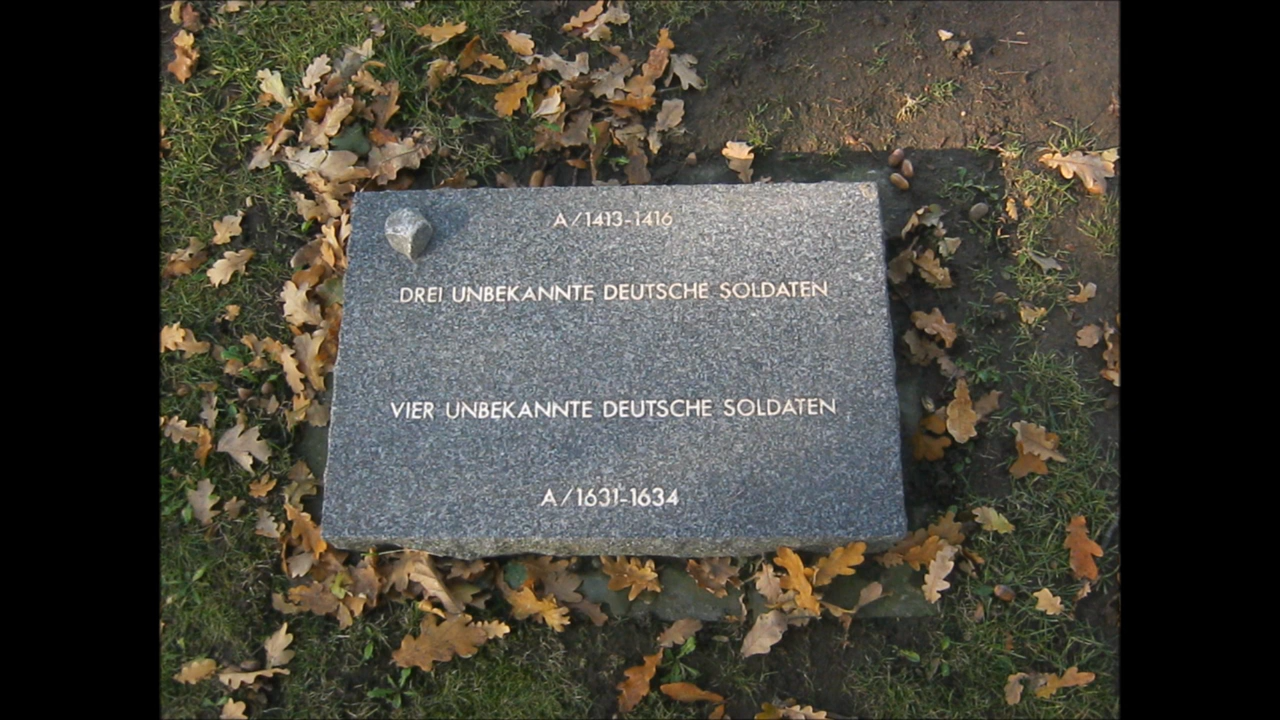 A/1413-1416
DREI UNBEKANNTE DEUTSCHE SOLDATEN
VIER UNBEKANNTE DEUTSCHE SOLDATEN
A/1631-1634